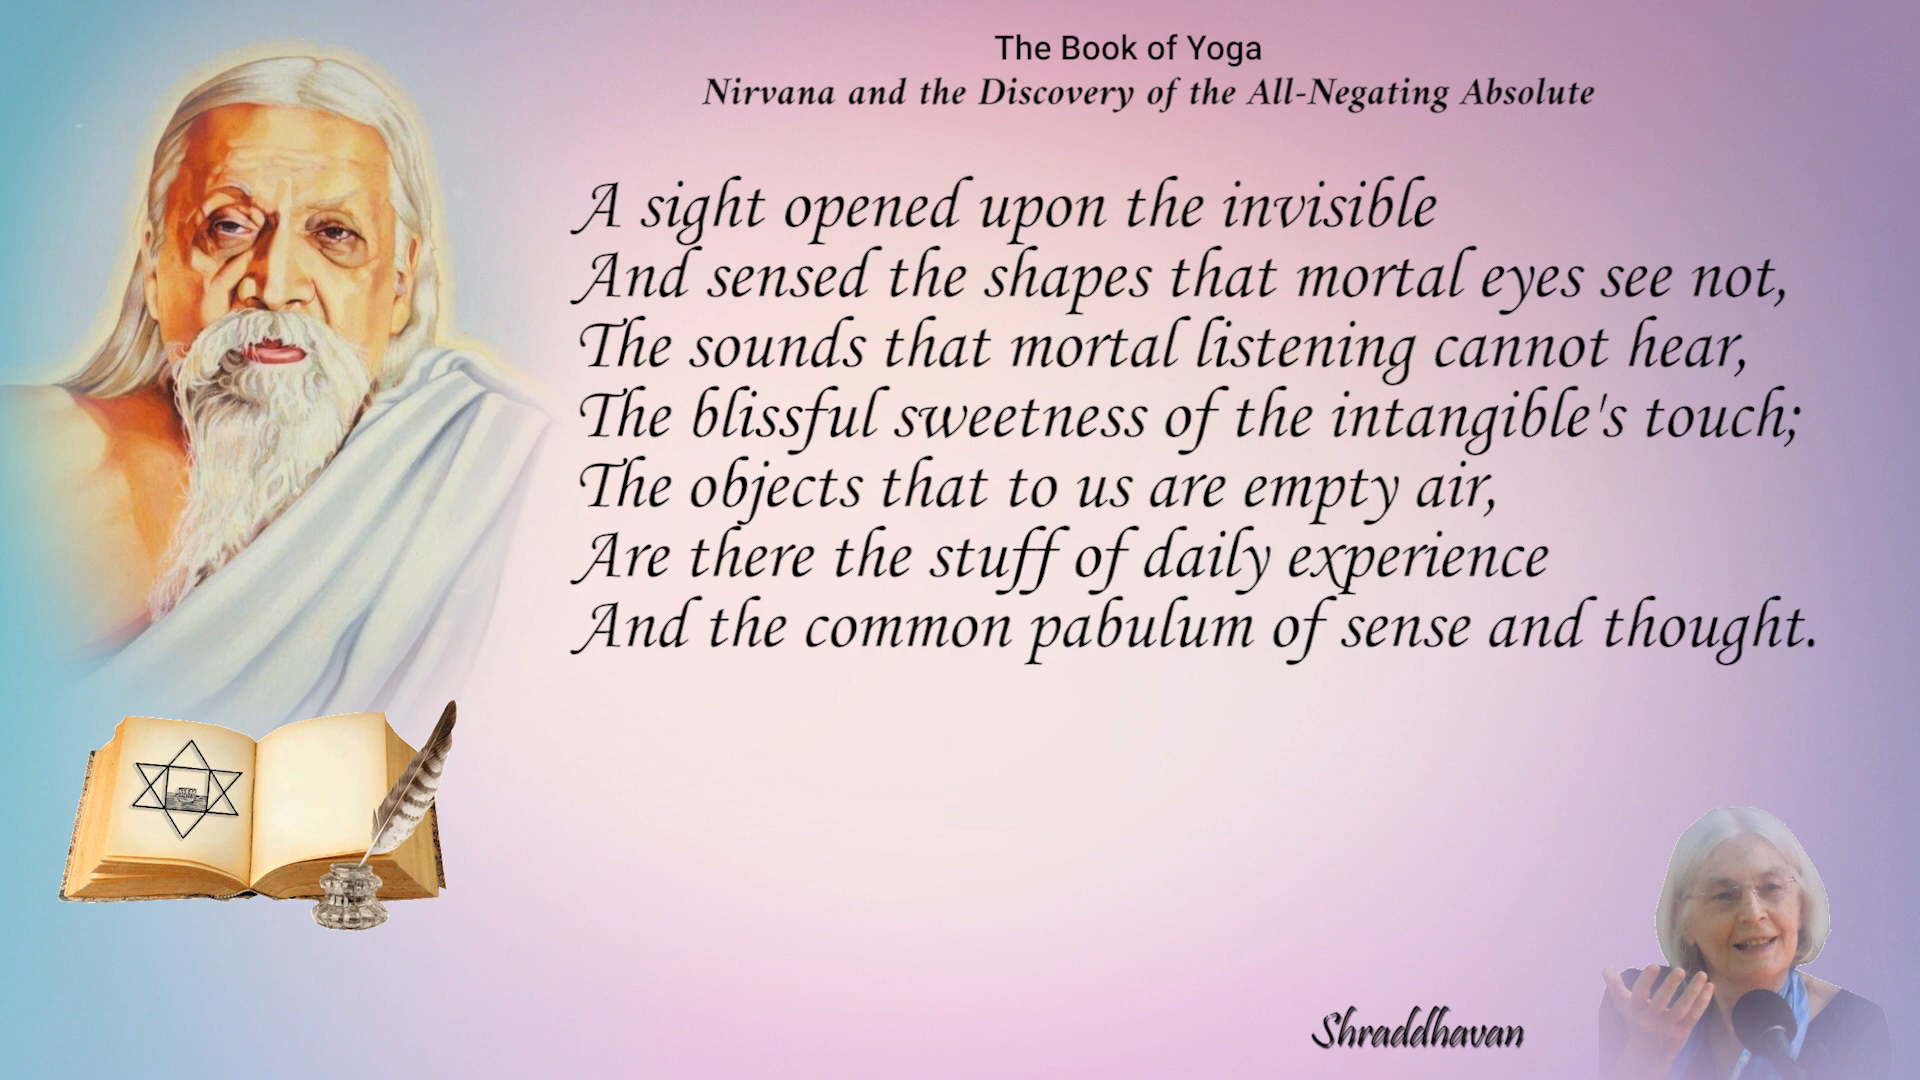 The Book of Yoga
Nirvana and the Discovery of the All-Negating Absolute
A sight opened upon the invisible
And sensed the shapes that mortal eyes see not,
The sounds that mortal listening cannot hear,
The blissful sweetness of the intangible's touch;
The objects that to us are empty air,
Are there the stuff of daily experience
And the common pabulum of sense and thought.
Shraddhavan